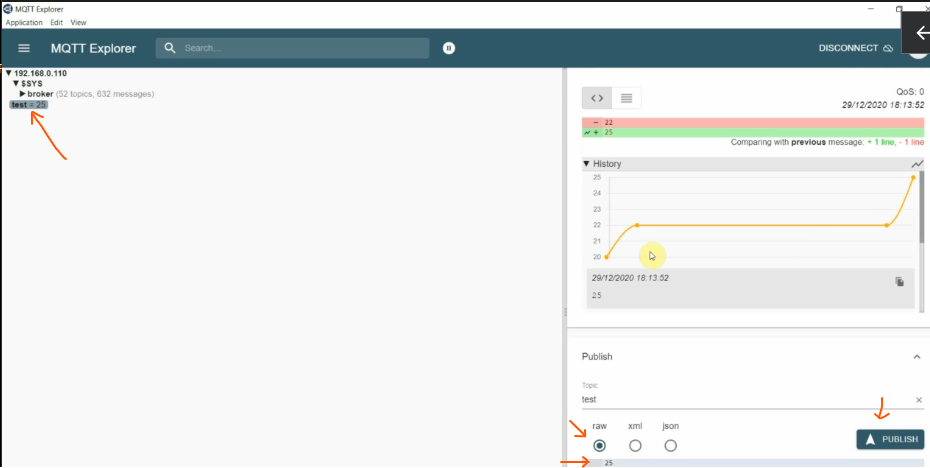 MQTT Explorer
Application Edit View
MQTT Explorer
Search...
DISCONNECT
192.168.0.110
$SYS
broker (52 topics, 632 messages)
test = 25
QoS: 0
29/12/2020 18:13:52
- 22
+ 25
Comparing with previous message: + 1 line, - 1 line
History
25
24
23
22
21
20
29/12/2020 18:13:52
25
Publish
Topic
test
raw xml json
PUBLISH
25